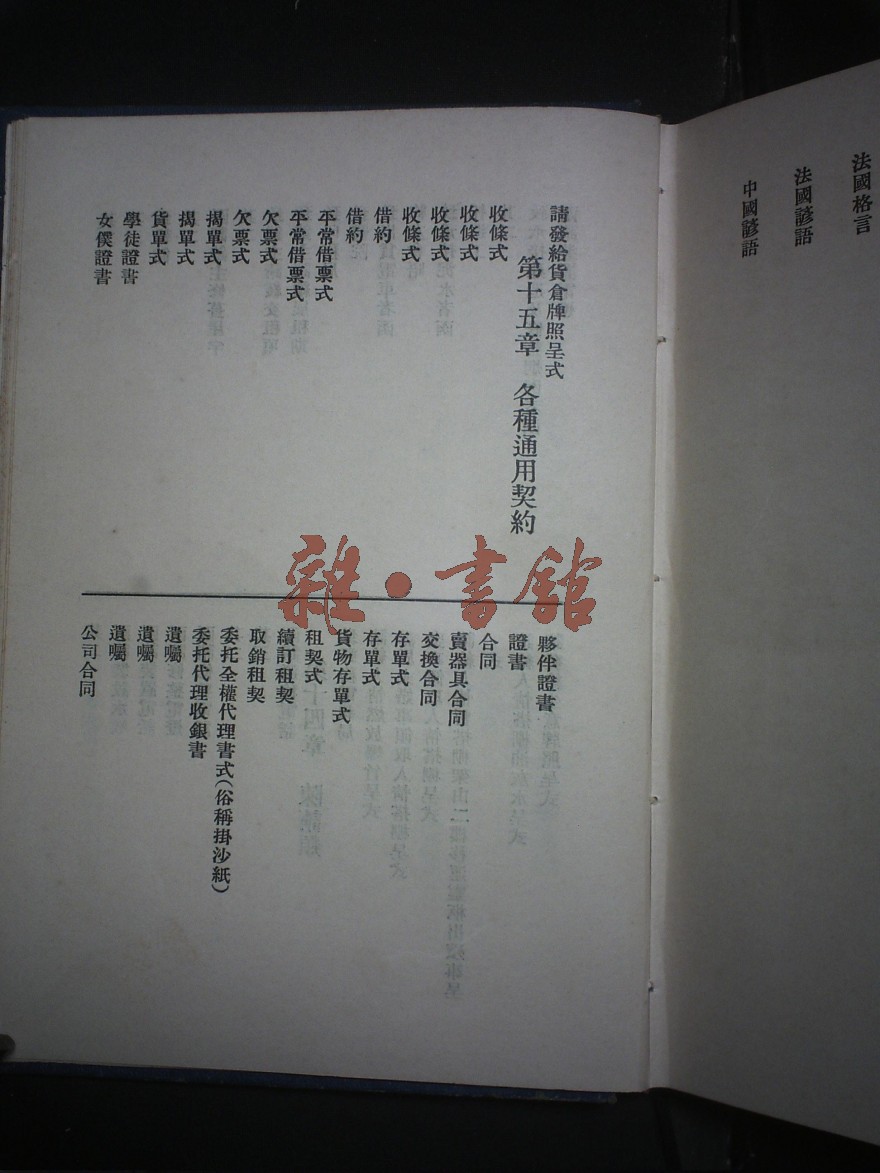 法國格言
法國諺語
中國諺語
請發給貨倉牌照呈式
第十五章 各種通用契約
收條式
收條式
收條式
收條式
借約
借約
平常借票式
平常借票式
欠票式
欠票式
揭單式
揭單式
貨單式
學徒證書
女僕證書
夥伴證書
證書
合同
賣器具合同
交換合同
存單式
存單式
貨物存單式
租契式
續訂租契
取銷租契
委托全權代理書式(俗稱掛沙紙)
委托代理收銀書
遺囑
遺囑
遺囑
公司合同
雜·書館